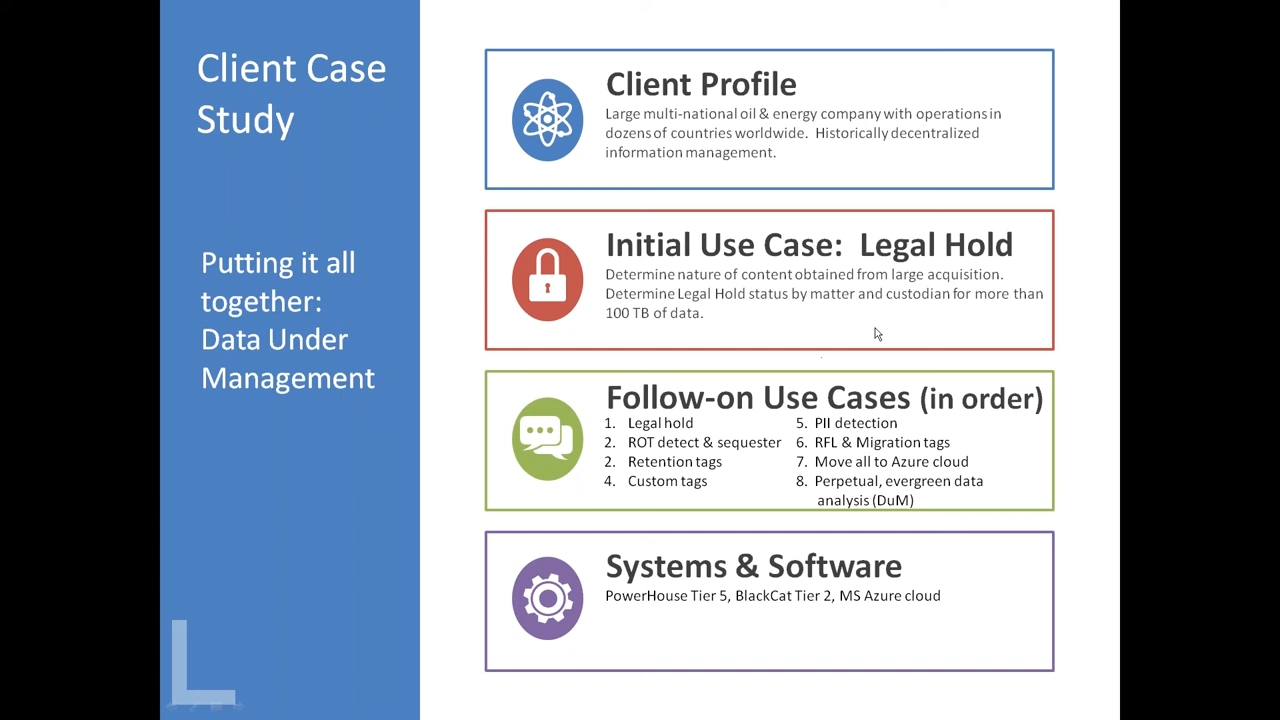 Client Case
Study
Putting it all
together:
Data Under
Management
Client Profile
Large multi-national oil & energy company with operations in
dozens of countries worldwide.  Historically decentralized
information management.
Initial Use Case:  Legal Hold
Determine nature of content obtained from large acquisition.
Determine Legal Hold status by matter and custodian for more than
100 TB of data.
Follow-on Use Cases (in order)
1. Legal hold
2. ROT detect & sequester
2. Retention tags
4. Custom tags
5. PII detection
6. RFL & Migration tags
7. Move all to Azure cloud
8. Perpetual, evergreen data
analysis (DuM)
Systems & Software
PowerHouse Tier 5, BlackCat Tier 2, MS Azure cloud